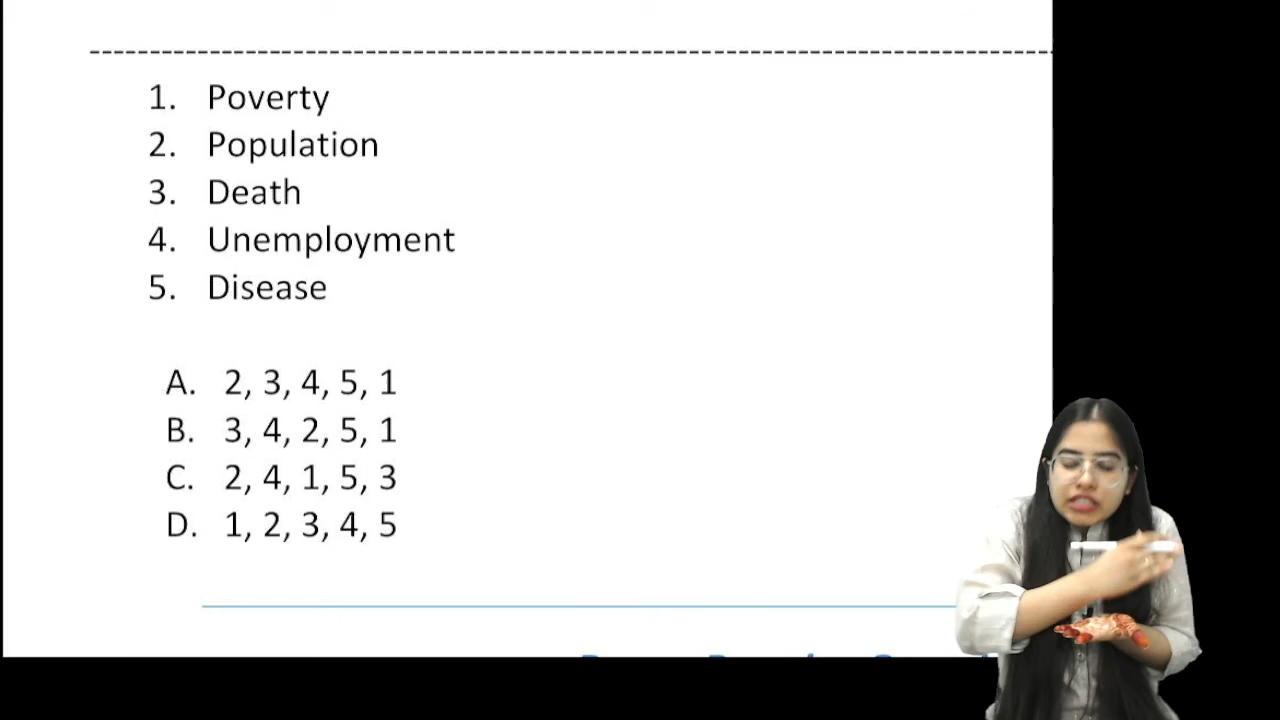 1. Poverty
2. Population
3. Death
4. Unemployment
5. Disease
A. 2, 3, 4, 5, 1
B. 3, 4, 2, 5, 1
C. 2, 4, 1, 5, 3
D. 1, 2, 3, 4, 5